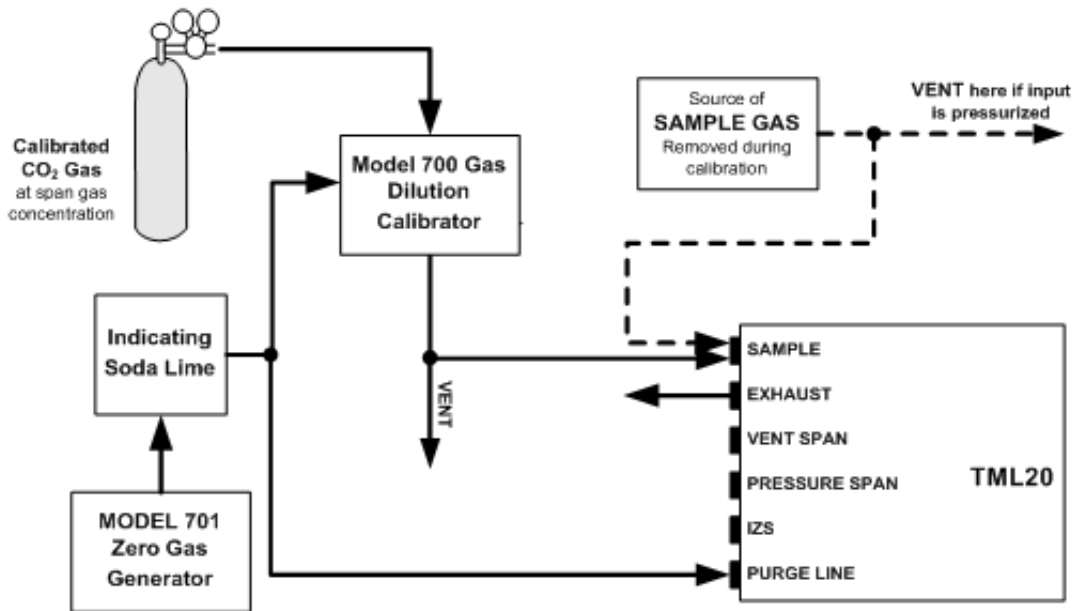 Calibrated
CO₂ Gas
at span gas
concentration
Model 700 Gas
Dilution
Calibrator
Source of
SAMPLE GAS
Removed during
calibration
VENT here if input
is pressurized
Indicating
Soda Lime
MODEL 701
Zero Gas
Generator
VENT
SAMPLE
EXHAUST
VENT SPAN
PRESSURE SPAN
IZS
PURGE LINE
TML20